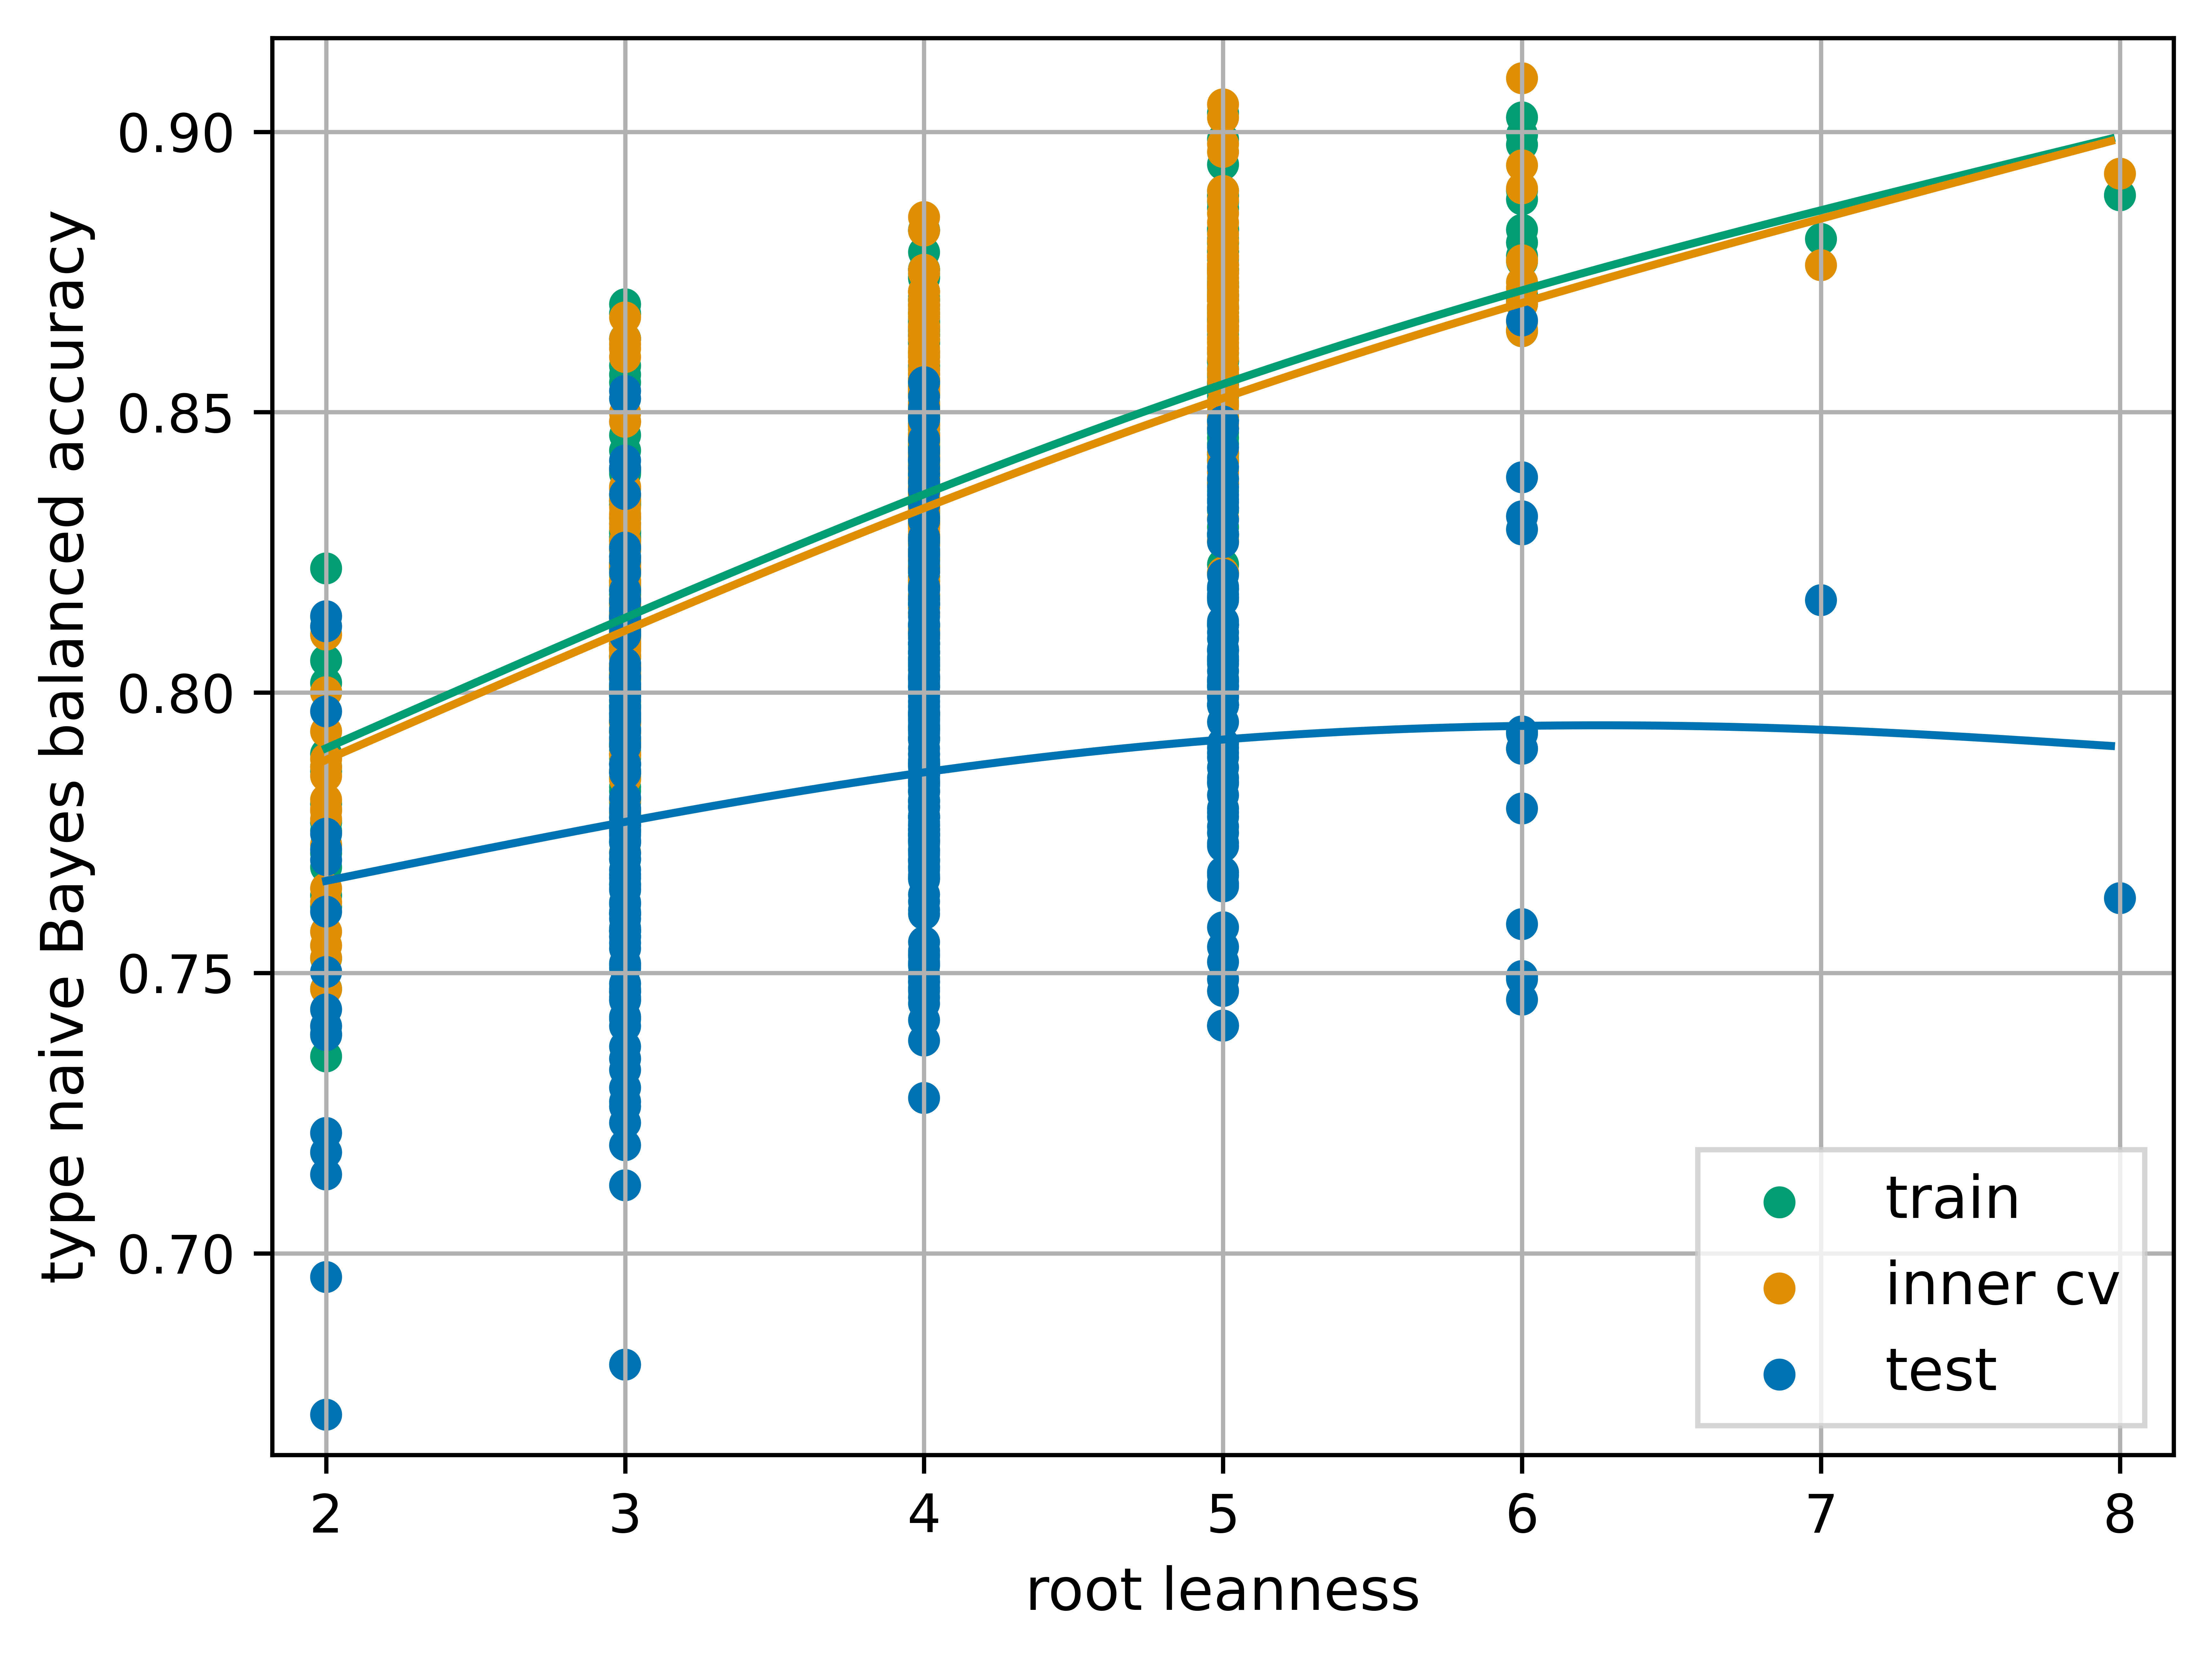 type naive Bayes balanced accuracy
0.90
0.85
0.80
0.75
0.70
2 3 4 5 6 7 8
root leanness
train
inner cv
test